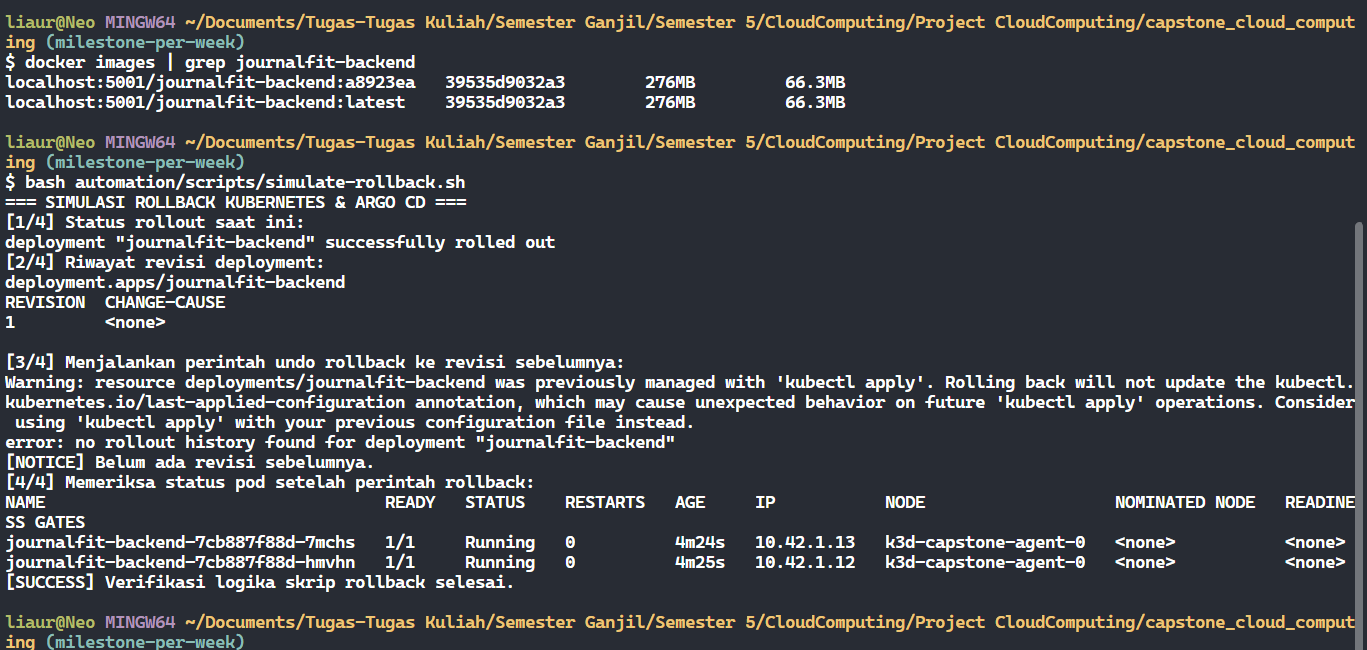 liaur@Neo MINGW64 ~/Documents/Tugas-Tugas Kuliah/Semester Ganjil/Semester 5/CloudComputing/Project CloudComputing/capstone_cloud_comput
ing (milestone-per-week)
$ docker images | grep journalfit-backend
localhost:5001/journalfit-backend:a8923ea   39535d9032a3        276MB         66.3MB
localhost:5001/journalfit-backend:latest    39535d9032a3        276MB         66.3MB

liaur@Neo MINGW64 ~/Documents/Tugas-Tugas Kuliah/Semester Ganjil/Semester 5/CloudComputing/Project CloudComputing/capstone_cloud_comput
ing (milestone-per-week)
$ bash automation/scripts/simulate-rollback.sh
=== SIMULASI ROLLBACK KUBERNETES & ARGO CD ===
[1/4] Status rollout saat ini:
deployment "journalfit-backend" successfully rolled out
[2/4] Riwayat revisi deployment:
deployment.apps/journalfit-backend
REVISION  CHANGE-CAUSE
1         <none>

[3/4] Menjalankan perintah undo rollback ke revisi sebelumnya:
Warning: resource deployments/journalfit-backend was previously managed with 'kubectl apply'. Rolling back will not update the kubectl.
kubernetes.io/last-applied-configuration annotation, which may cause unexpected behavior on future 'kubectl apply' operations. Consider
 using 'kubectl apply' with your previous configuration file instead.
error: no rollout history found for deployment "journalfit-backend"
[NOTICE] Belum ada revisi sebelumnya.
[4/4] Memeriksa status pod setelah perintah rollback:
NAME                                  READY   STATUS    RESTARTS   AGE     IP           NODE                   NOMINATED NODE   READINE
SS GATES
journalfit-backend-7cb887f88d-7mchs   1/1     Running   0          4m24s   10.42.1.13   k3d-capstone-agent-0   <none>           <none>
journalfit-backend-7cb887f88d-hmvhn   1/1     Running   0          4m25s   10.42.1.12   k3d-capstone-agent-0   <none>           <none>
[SUCCESS] Verifikasi logika skrip rollback selesai.

liaur@Neo MINGW64 ~/Documents/Tugas-Tugas Kuliah/Semester Ganjil/Semester 5/CloudComputing/Project CloudComputing/capstone_cloud_comput
ing (milestone-per-week)